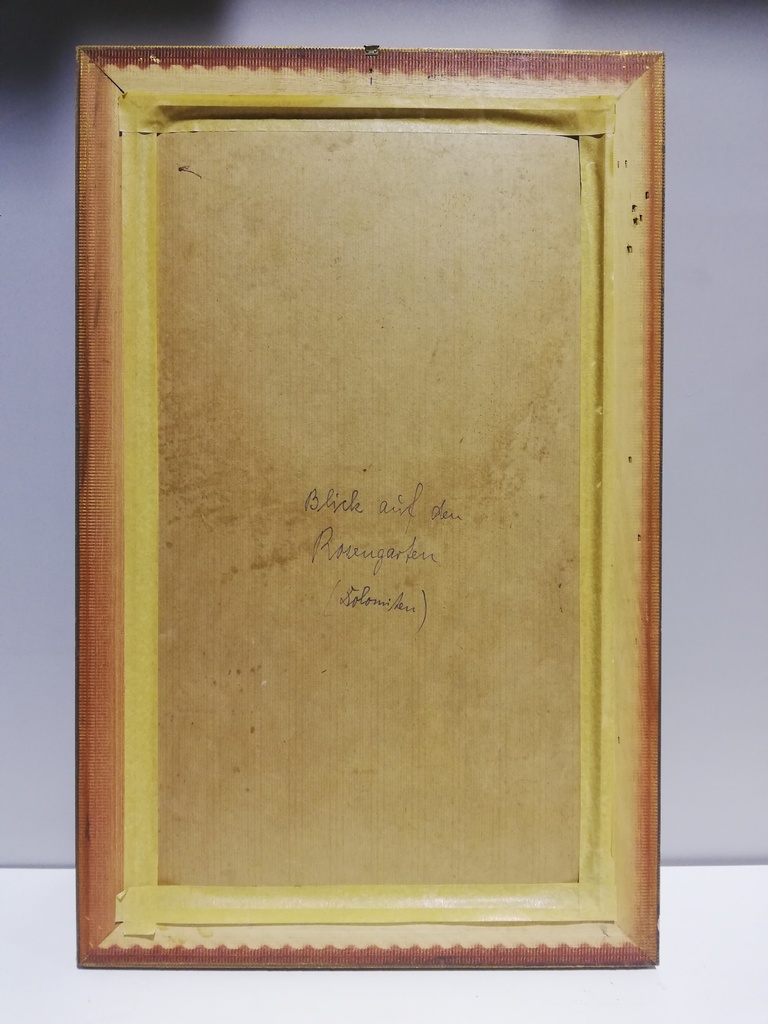 Blick auf den
Rosengarten
(Dolomiten)